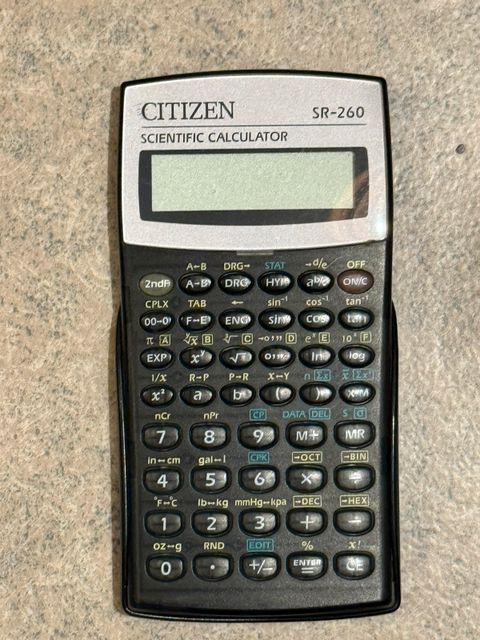 CITIZEN
SR-260
SCIENTIFIC CALCULATOR
A↔B DRG→ STAT →d/e OFF
2ndF A↔B DRG HYP a b/c ON/C
CPLX TAB ← sin⁻¹ cos⁻¹ tan⁻¹
00→0 F↔E ENG sin cos tan
π A B C →o,,, D eˣ E 10ˣ F
EXP xʸ √ o,,, ln log
1/x R→P P→R X↔Y n Σx
x² a b ( ) X→M
nCr nPr CP DATA DEL S σ
7 8 9 M+ MR
in↔cm gal↔l CPK →OCT →BIN
4 5 6 × ÷
°F↔°C lb↔kg mmHg↔kpa →DEC →HEX
1 2 3 + −
oz↔g RND EDIT % x!
0 • +/− ENTER = CE